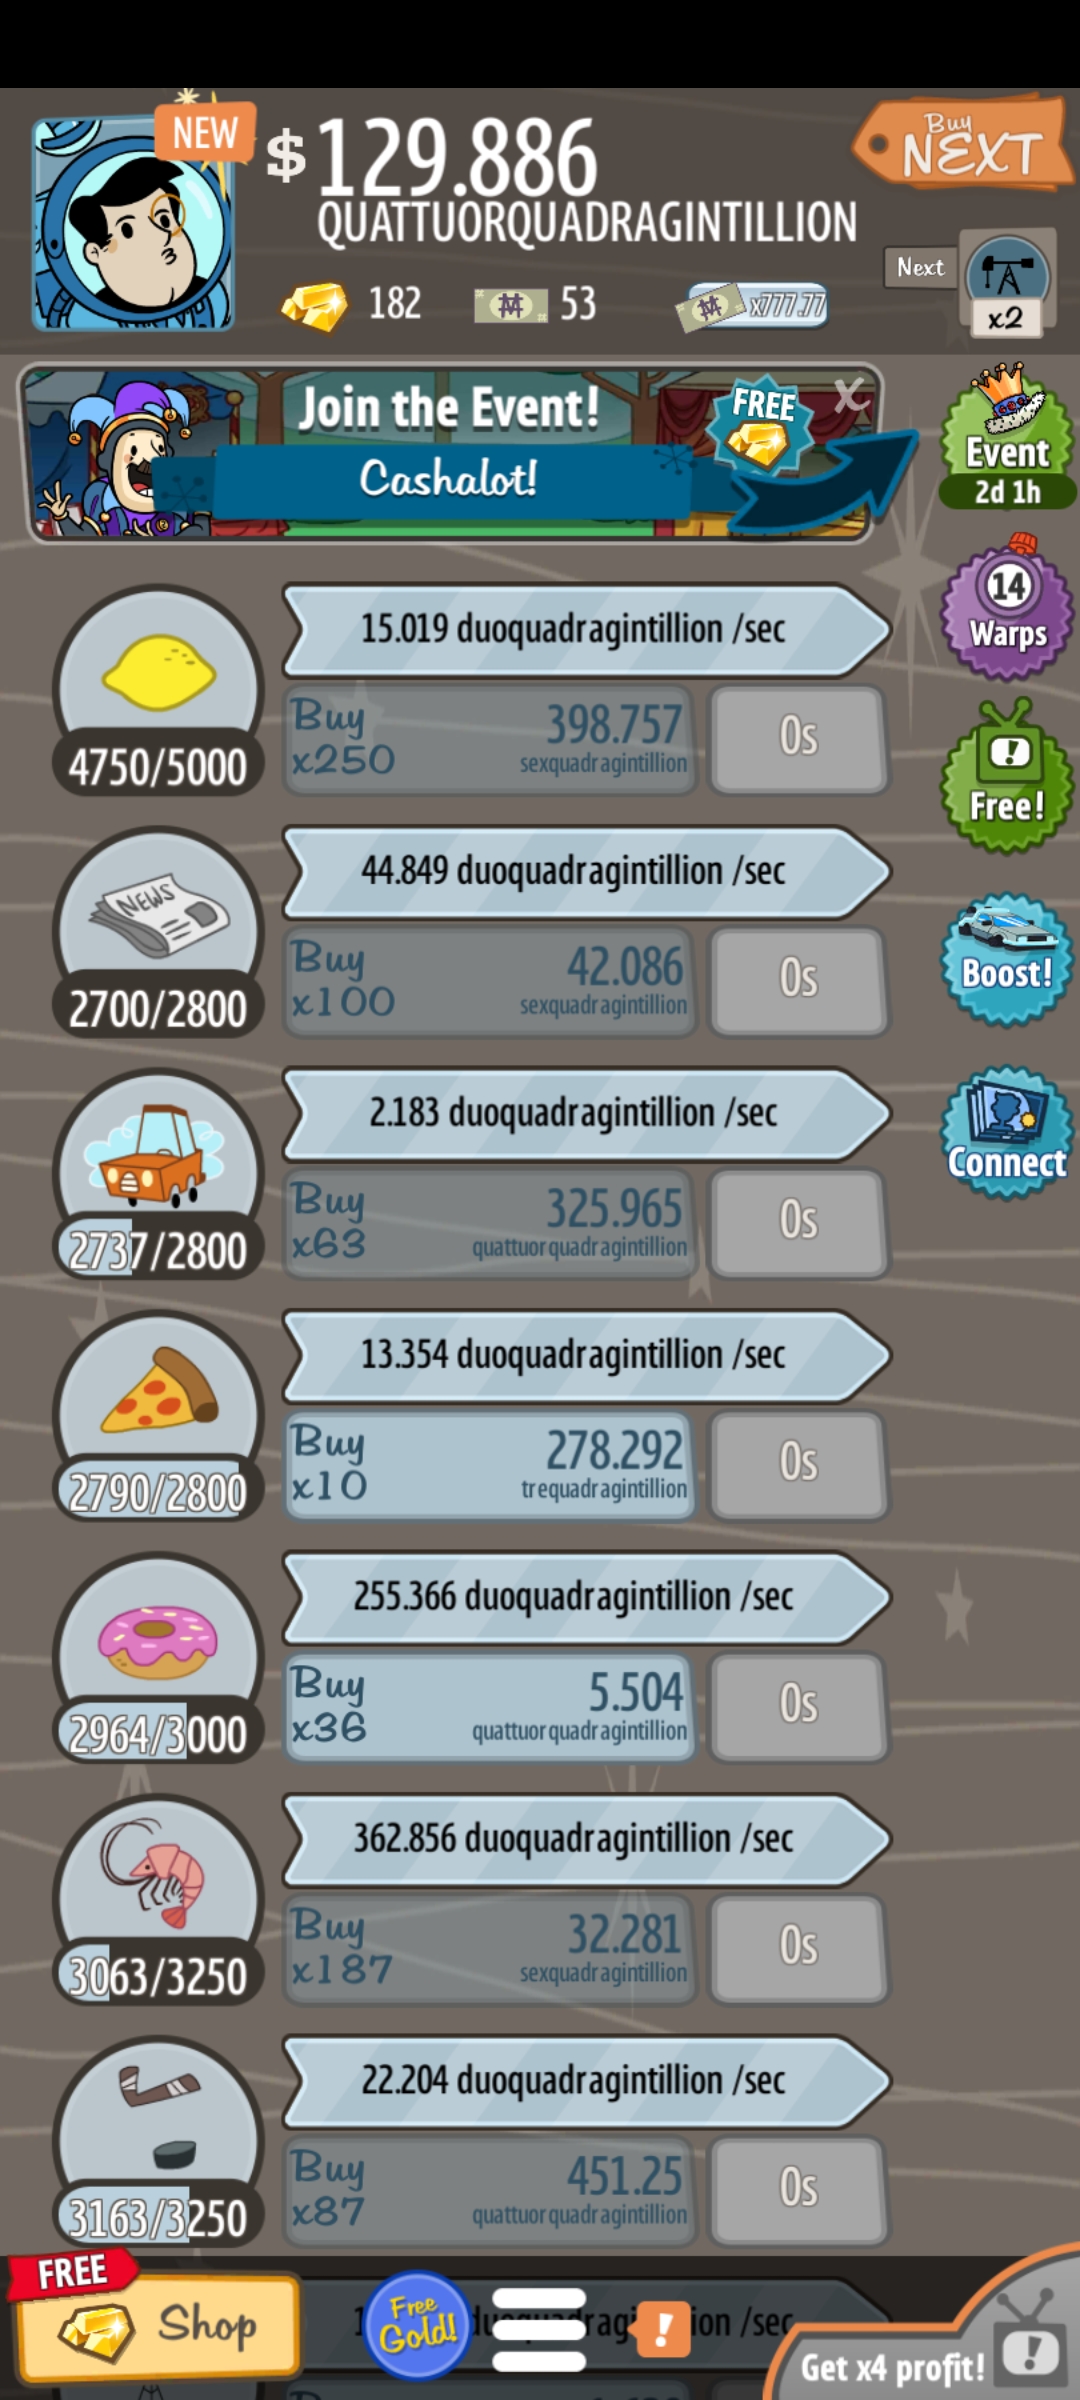 NEW
$129.886
QUATTUORQUADRAGINTILLION
Buy
NEXT
182
53
x777.77
Next
x2
Join the Event!
Cashalot!
FREE
X
Event
2d 1h
15.019 duoquadragintillion /sec
4750/5000
Buy
x250
398.757
sexquadragintillion
0s
14
Warps
44.849 duoquadragintillion /sec
NEWS
2700/2800
Buy
x100
42.086
sexquadragintillion
0s
Free!
Boost!
2.183 duoquadragintillion /sec
2737/2800
Buy
x63
325.965
quattuorquadragintillion
0s
Connect
13.354 duoquadragintillion /sec
2790/2800
Buy
x10
278.292
trequadragintillion
0s
255.366 duoquadragintillion /sec
2964/3000
Buy
x36
5.504
quattuorquadragintillion
0s
362.856 duoquadragintillion /sec
3063/3250
Buy
x187
32.281
sexquadragintillion
0s
22.204 duoquadragintillion /sec
3163/3250
Buy
x87
451.25
quattuorquadragintillion
0s
FREE
Shop
Free
Gold!
!
/sec
Get x4 profit!